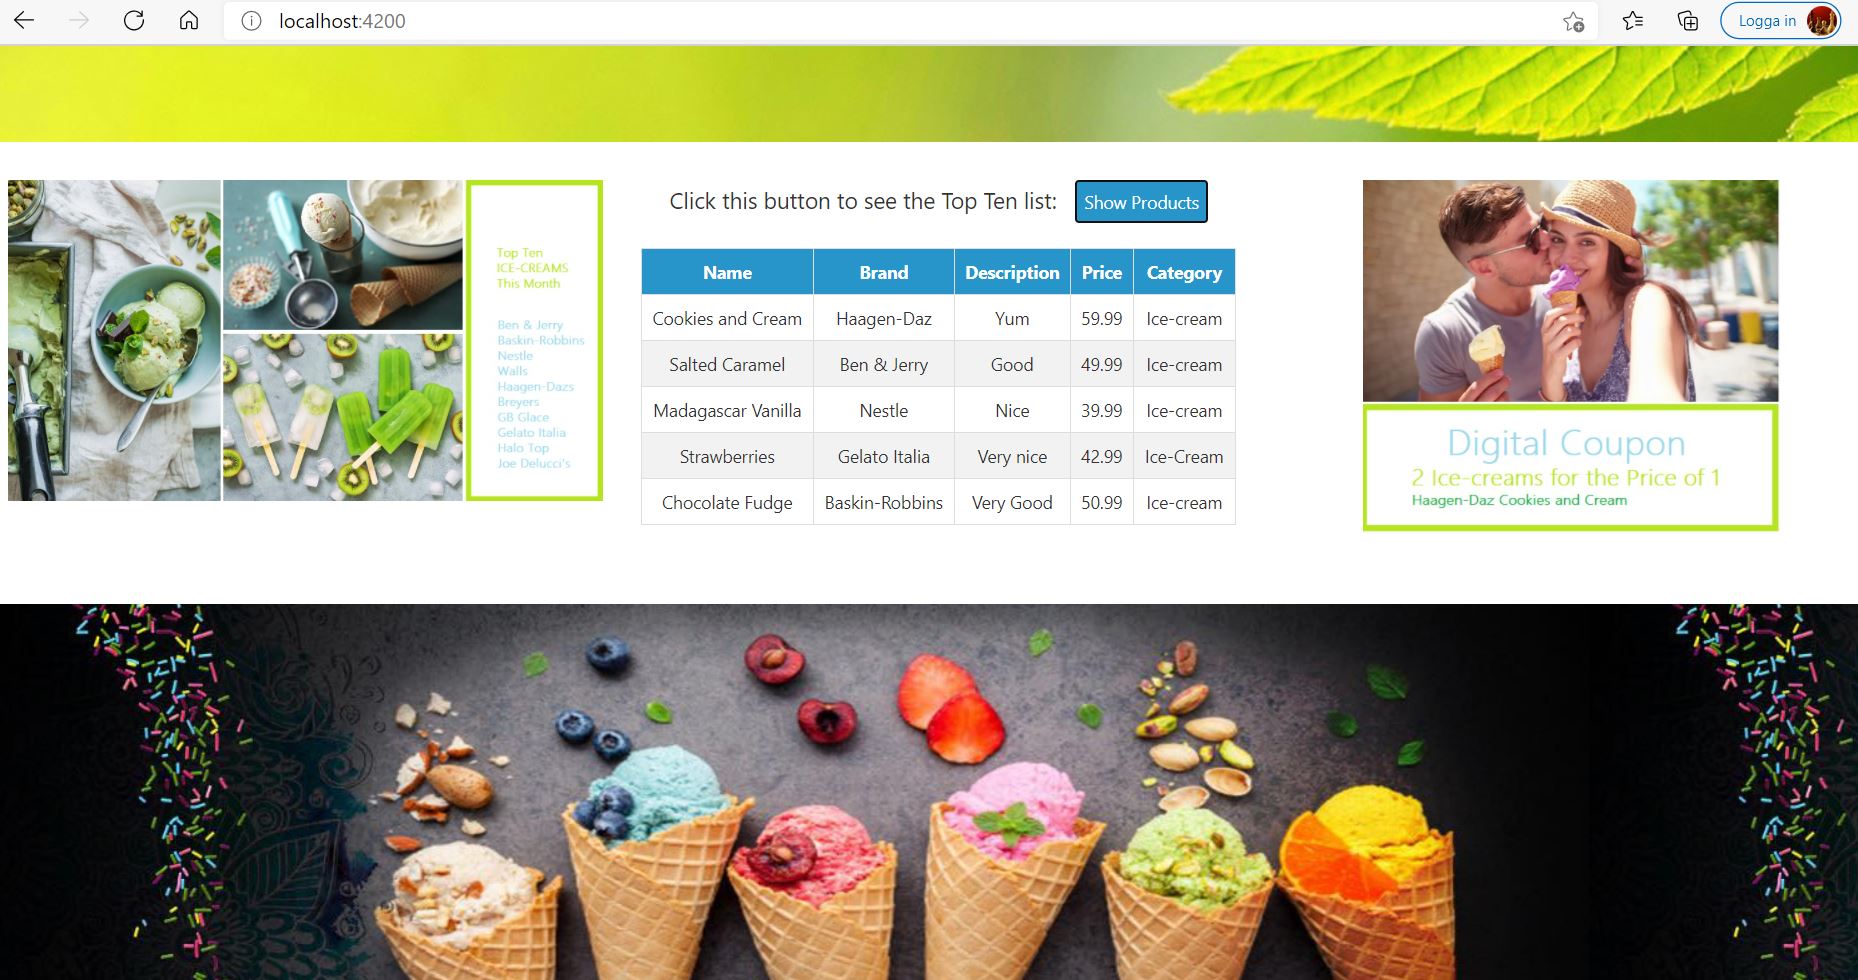 localhost:4200
Logga in
Top Ten
ICE-CREAMS
This Month
Ben & Jerry
Baskin-Robbins
Nestle
Walls
Haagen-Dazs
Breyers
GB Glace
Gelato Italia
Halo Top
Joe Delucci's
Click this button to see the Top Ten list: Show Products
Name Brand Description Price Category
Cookies and Cream Haagen-Daz Yum 59.99 Ice-cream
Salted Caramel Ben & Jerry Good 49.99 Ice-cream
Madagascar Vanilla Nestle Nice 39.99 Ice-cream
Strawberries Gelato Italia Very nice 42.99 Ice-Cream
Chocolate Fudge Baskin-Robbins Very Good 50.99 Ice-cream
Digital Coupon
2 Ice-creams for the Price of 1
Haagen-Daz Cookies and Cream